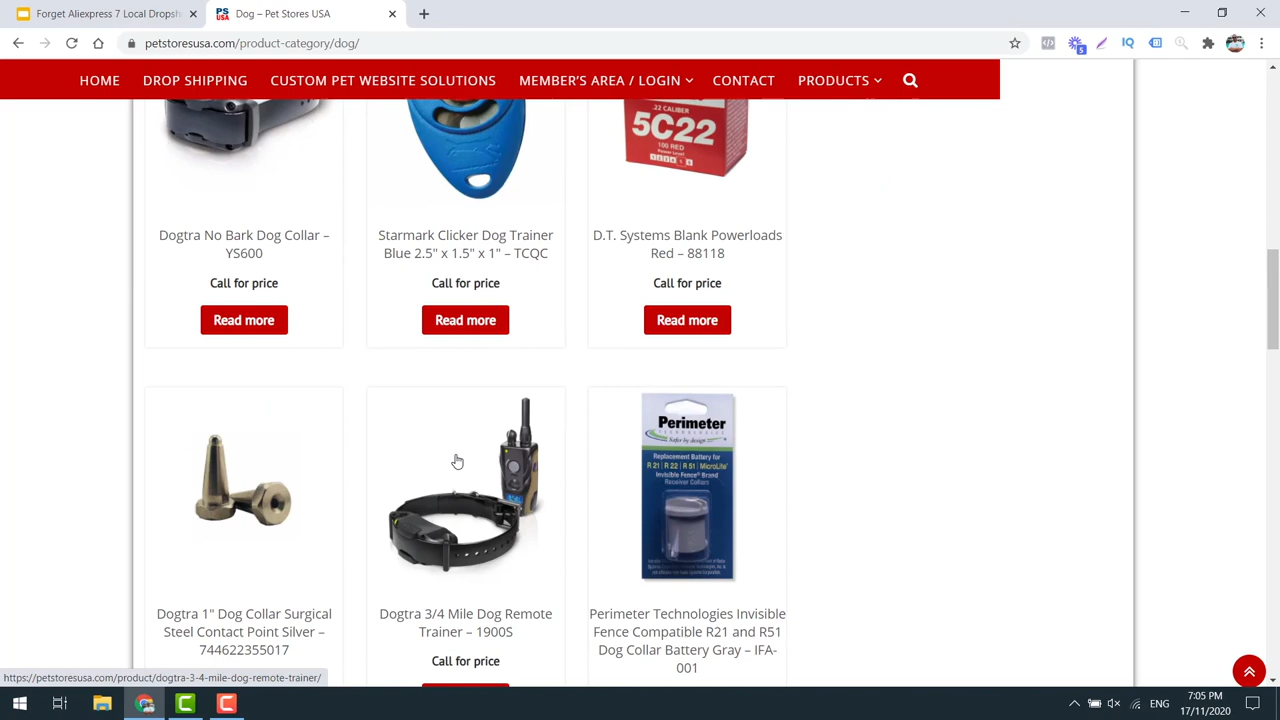 Forget Aliexpress 7 Local Dropsh
Dog – Pet Stores USA
petstoresusa.com/product-category/dog/
HOME
DROP SHIPPING
CUSTOM PET WEBSITE SOLUTIONS
MEMBER'S AREA / LOGIN
CONTACT
PRODUCTS
.22 CALIBER
5C22
100 RED
Dogtra No Bark Dog Collar –
YS600
Call for price
Read more
Starmark Clicker Dog Trainer
Blue 2.5" x 1.5" x 1" – TCQC
Call for price
Read more
D.T. Systems Blank Powerloads
Red – 88118
Call for price
Read more
Perimeter
TECHNOLOGIES
Safer by design
Replacement Battery for
R 21 | R 22 | R 51 | MicroLite
Invisible Fence® Brand
Receiver Collars
Dogtra 1" Dog Collar Surgical
Steel Contact Point Silver –
744622355017
Dogtra 3/4 Mile Dog Remote
Trainer – 1900S
Call for price
Perimeter Technologies Invisible
Fence Compatible R21 and R51
Dog Collar Battery Gray – IFA-
001
https://petstoresusa.com/product/dogtra-3-4-mile-dog-remote-trainer/
ENG
7:05 PM
17/11/2020